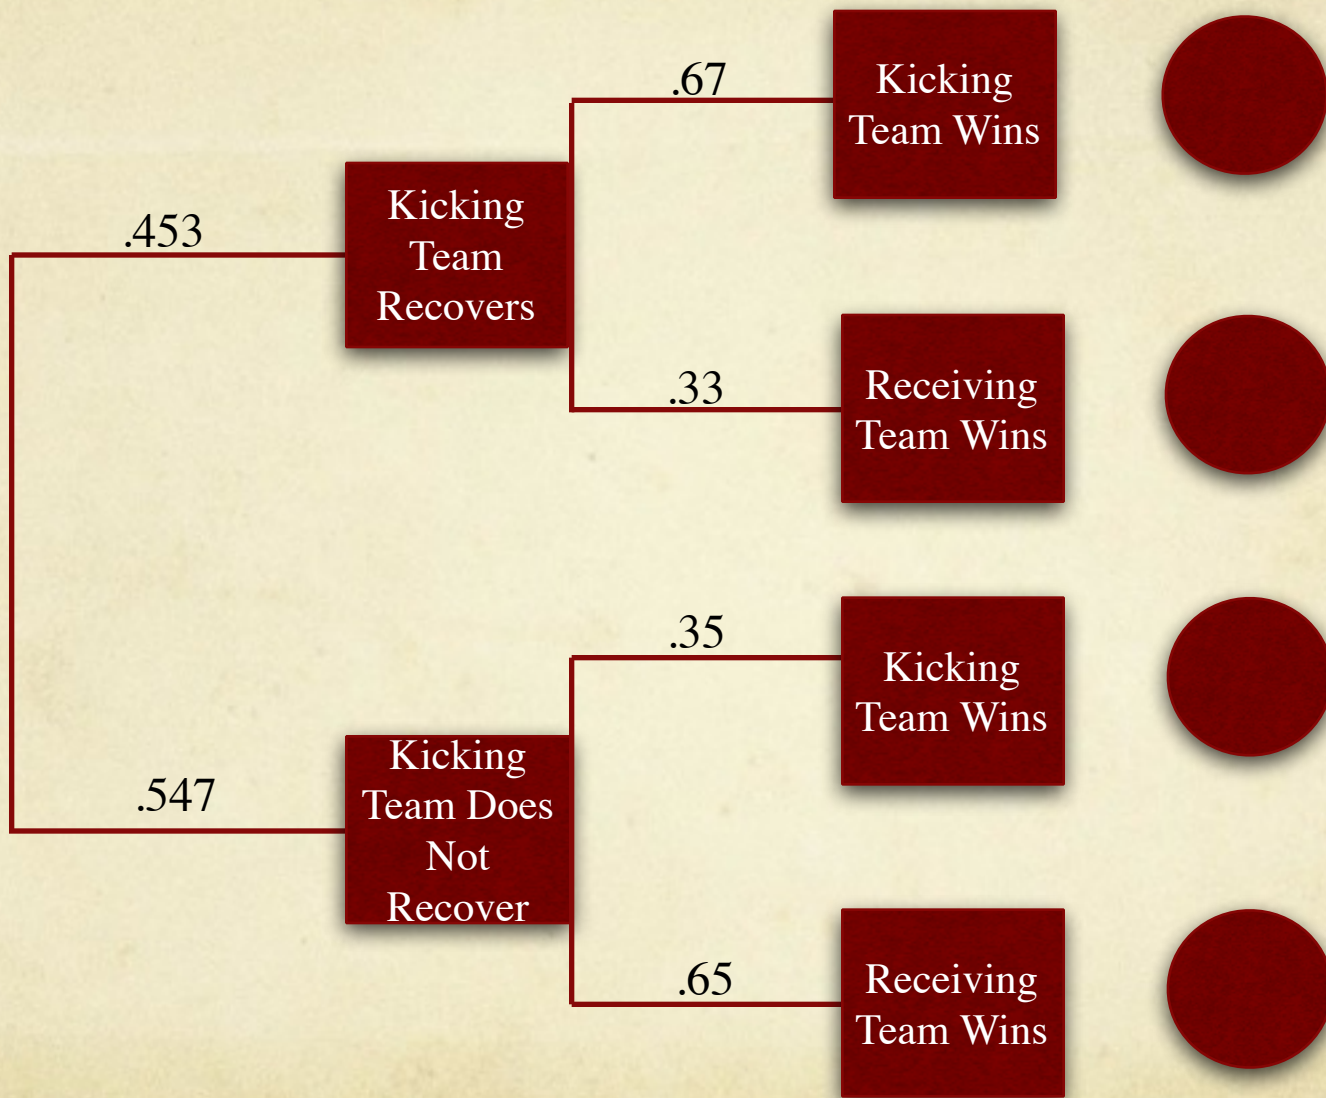 .67
Kicking
Team Wins
.453
Kicking
Team
Recovers
.33
Receiving
Team Wins
.35
Kicking
Team Wins
.547
Kicking
Team Does
Not
Recover
.65
Receiving
Team Wins